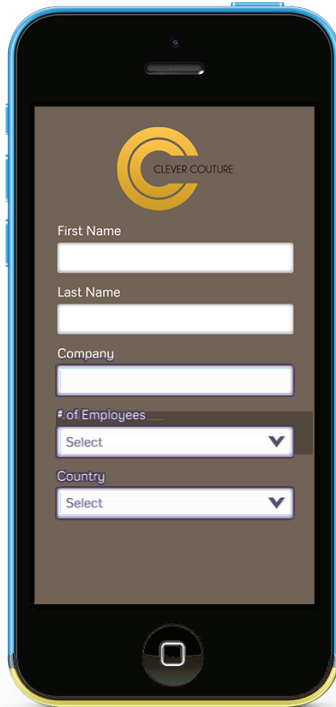 CLEVER COUTURE
First Name
Last Name
Company
# of Employees
Select
Country
Select